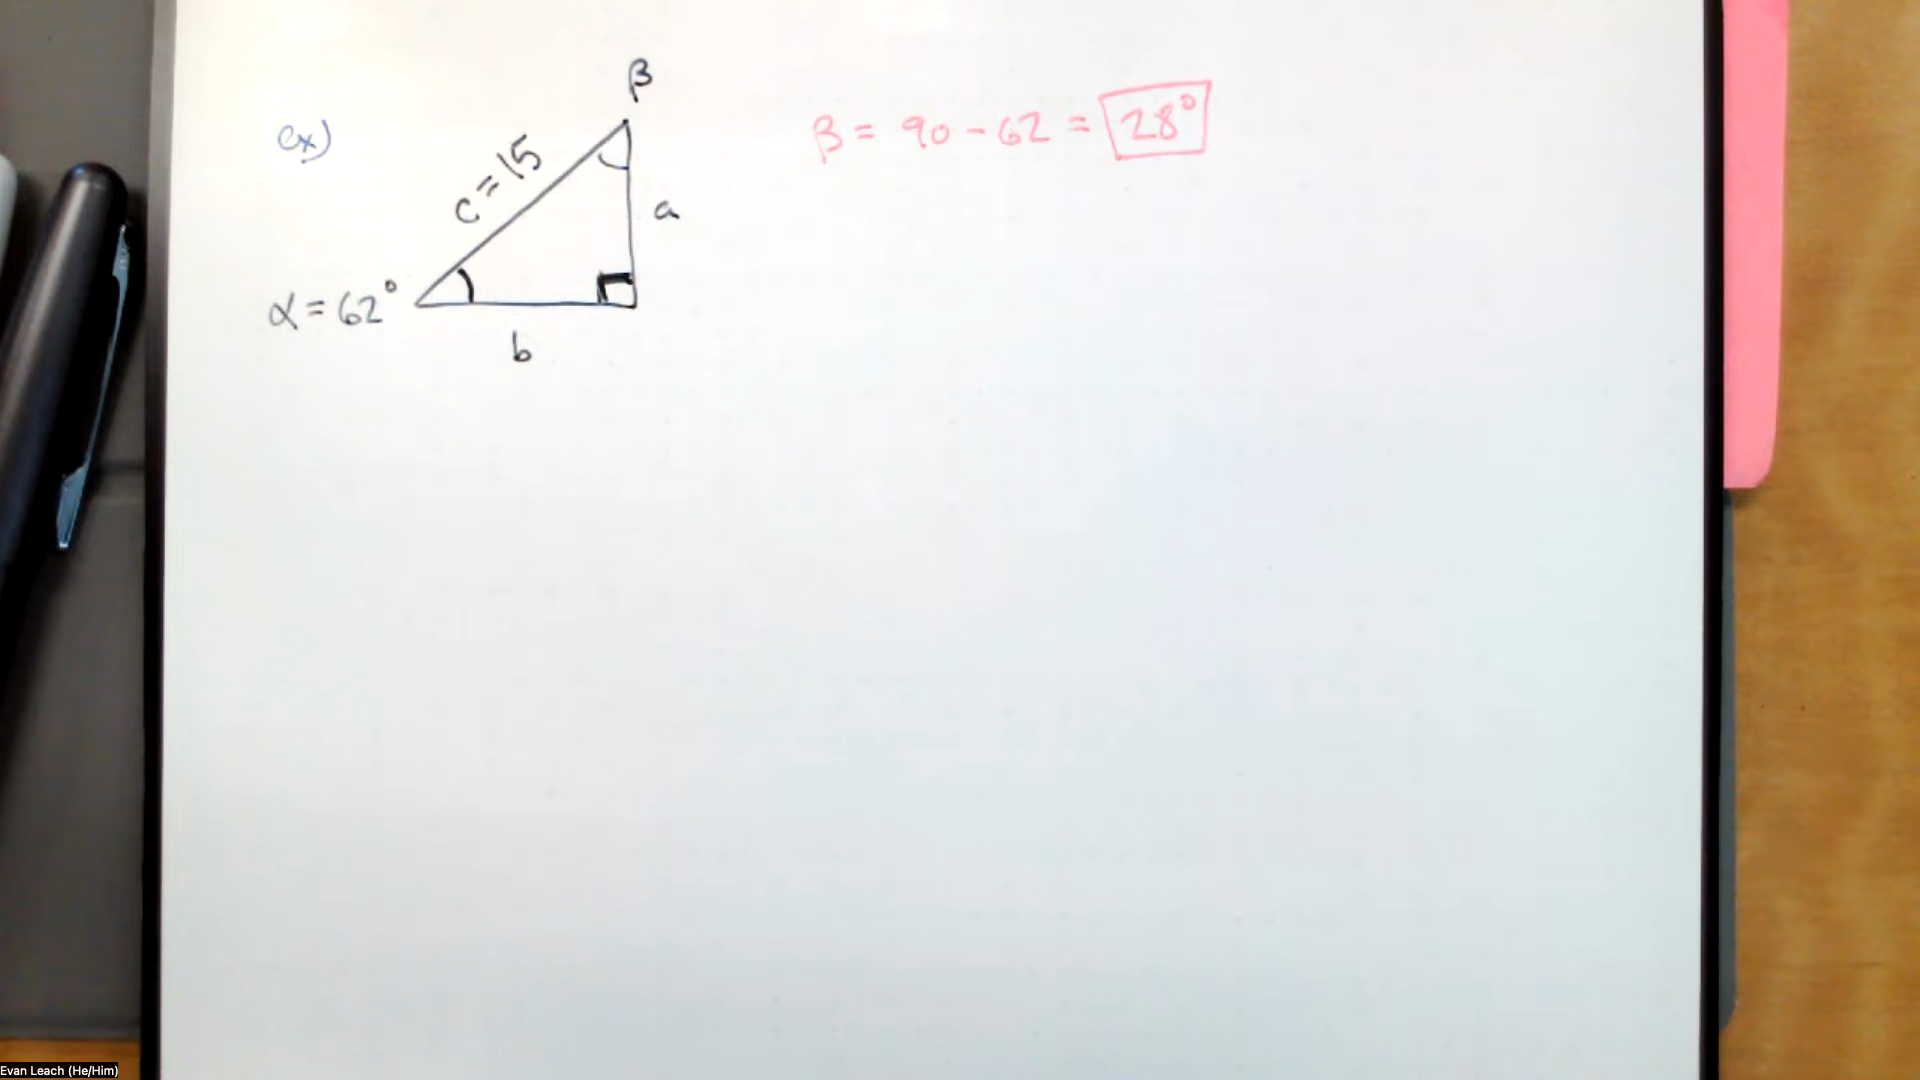 β
ex)
c = 15
β = 90 - 62 = 28°
a
α = 62°
b
Evan Leach (He/Him)